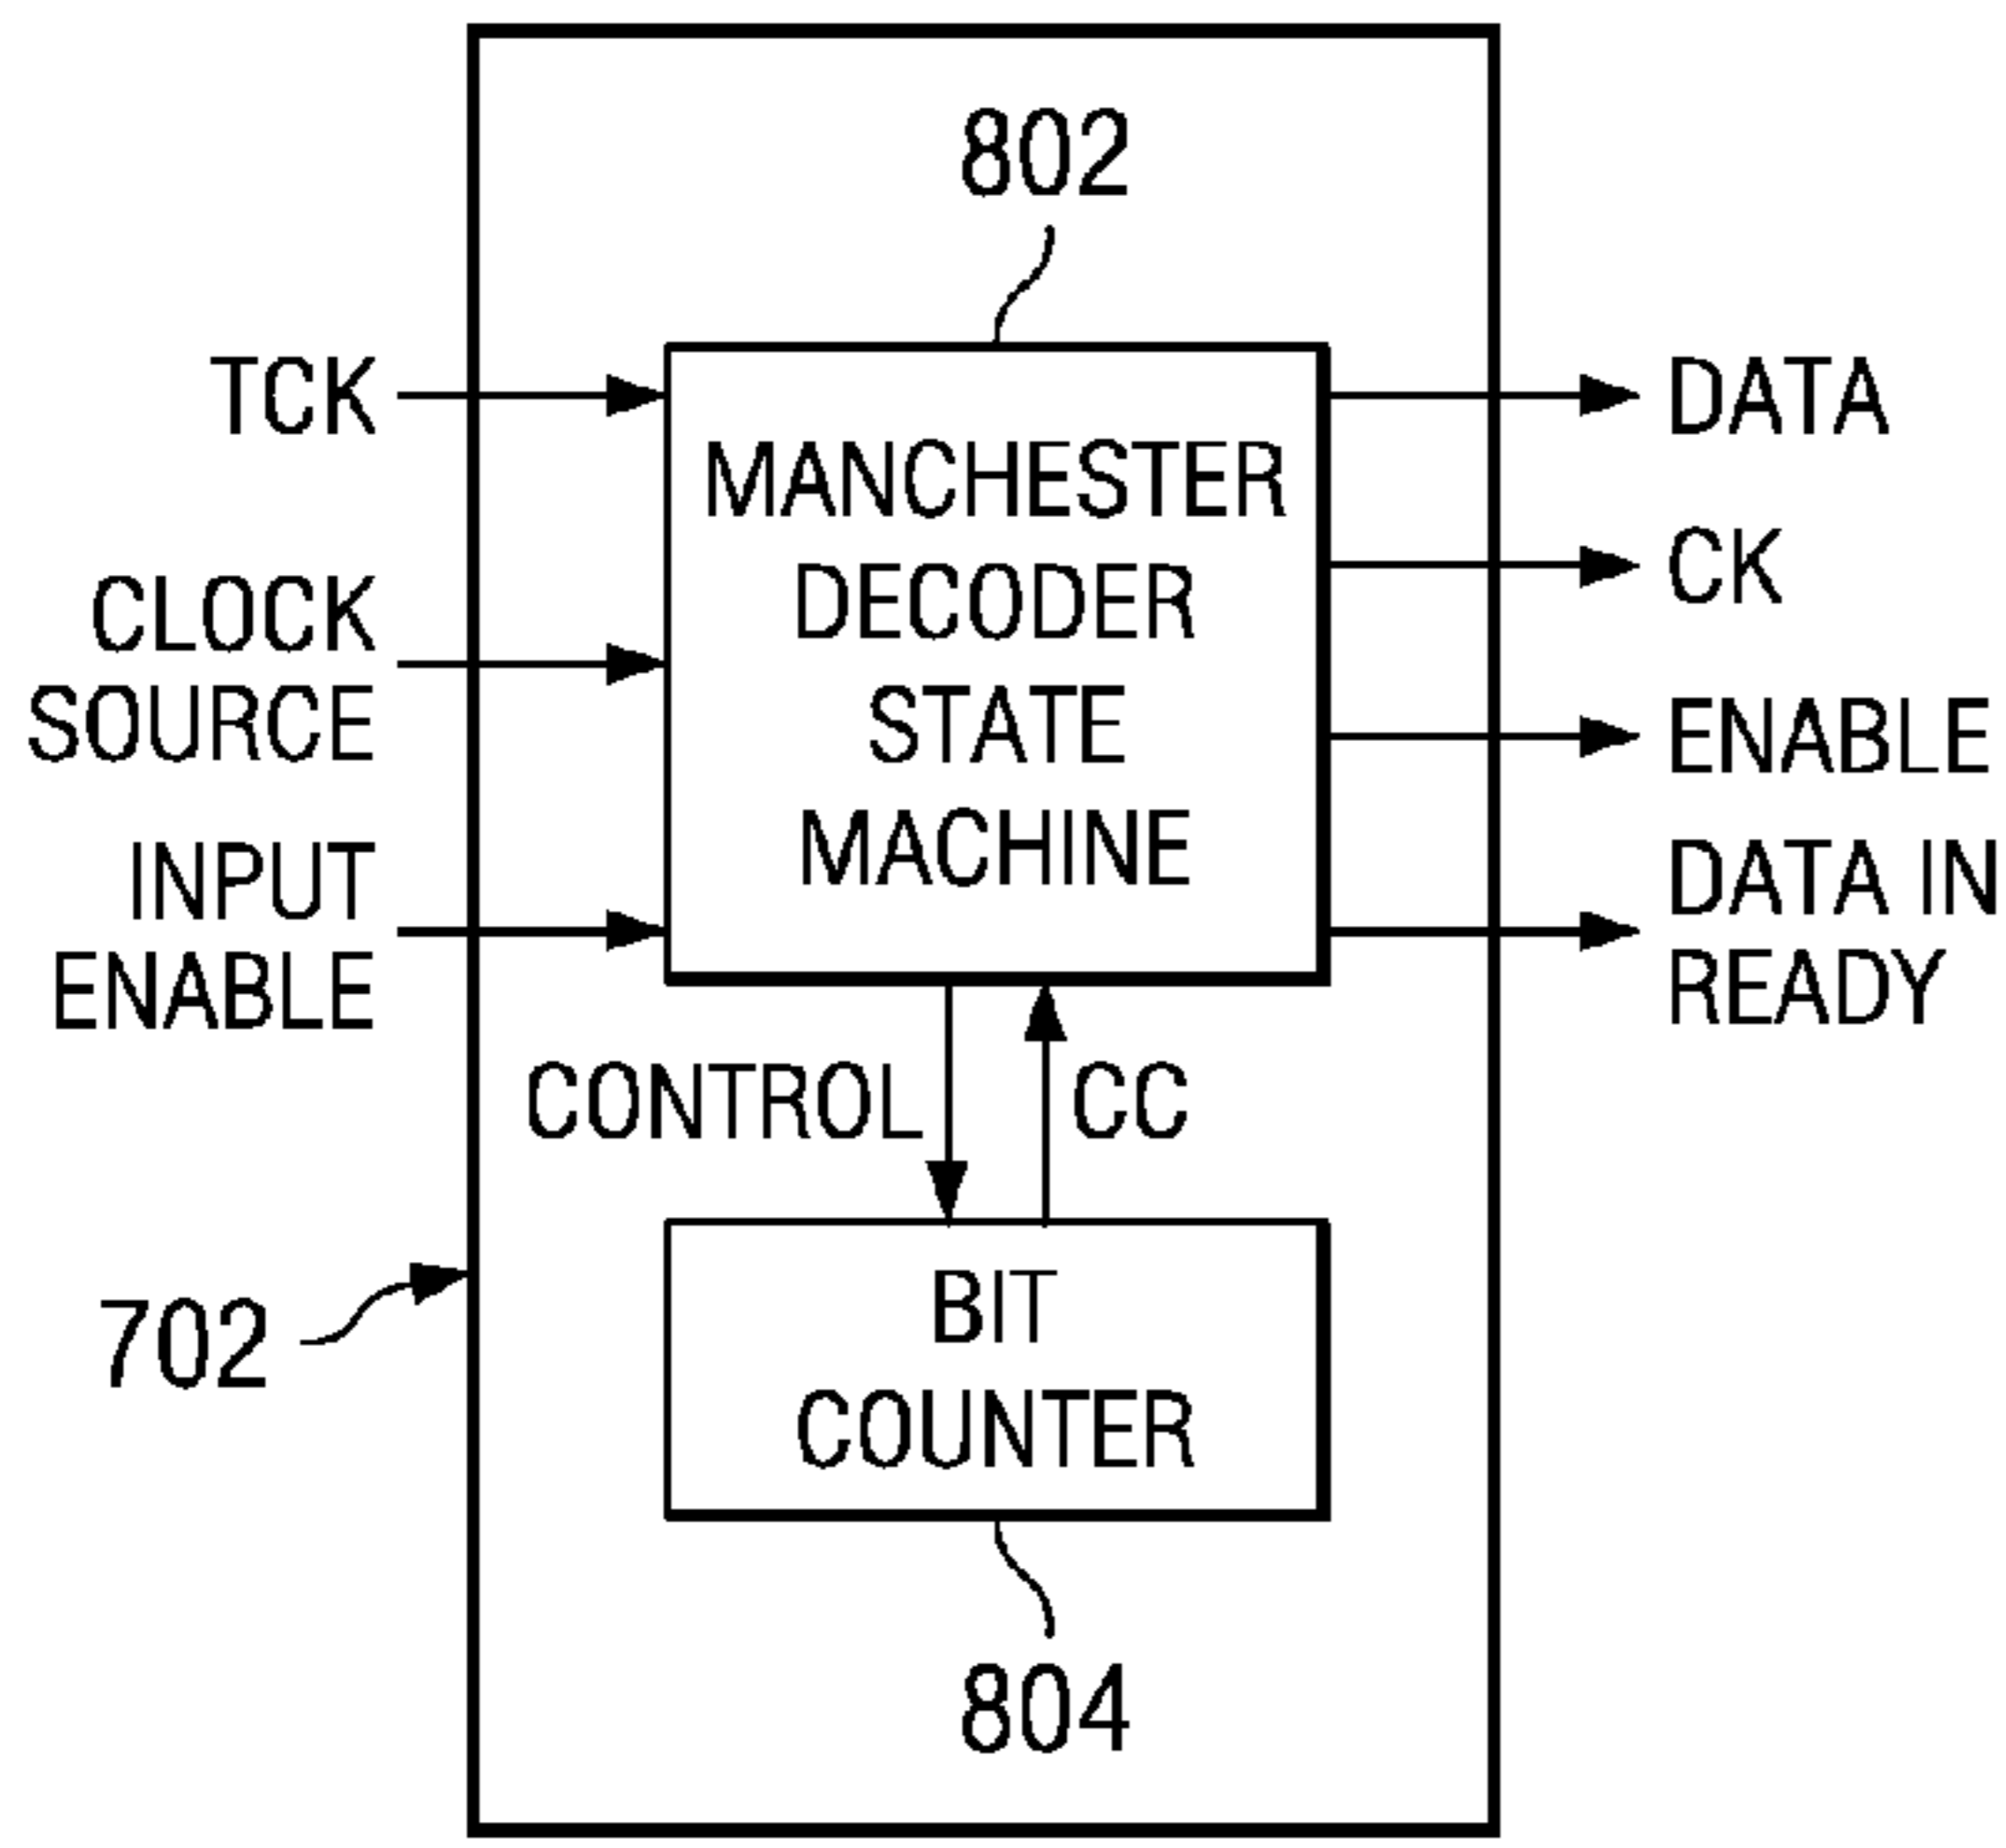 802
TCK
CLOCK
SOURCE
INPUT
ENABLE
MANCHESTER
DECODER
STATE
MACHINE
DATA
CK
ENABLE
DATA IN
READY
CONTROL
CC
702
BIT
COUNTER
804